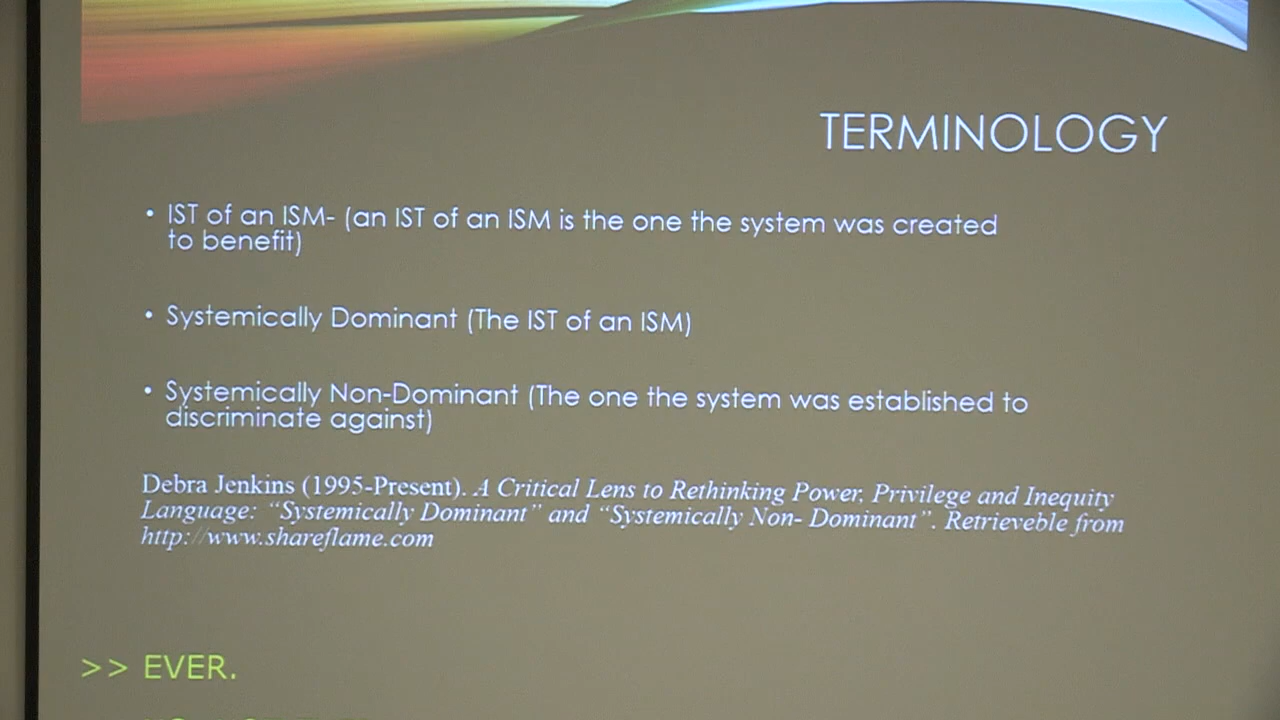 TERMINOLOGY
• IST of an ISM- (an IST of an ISM is the one the system was created
to benefit)
• Systemically Dominant (The IST of an ISM)
• Systemically Non-Dominant (The one the system was established to
discriminate against)
Debra Jenkins (1995-Present). A Critical Lens to Rethinking Power, Privilege and Inequity
Language: “Systemically Dominant” and “Systemically Non- Dominant”. Retrieveble from
http://www.shareflame.com
>> EVER.